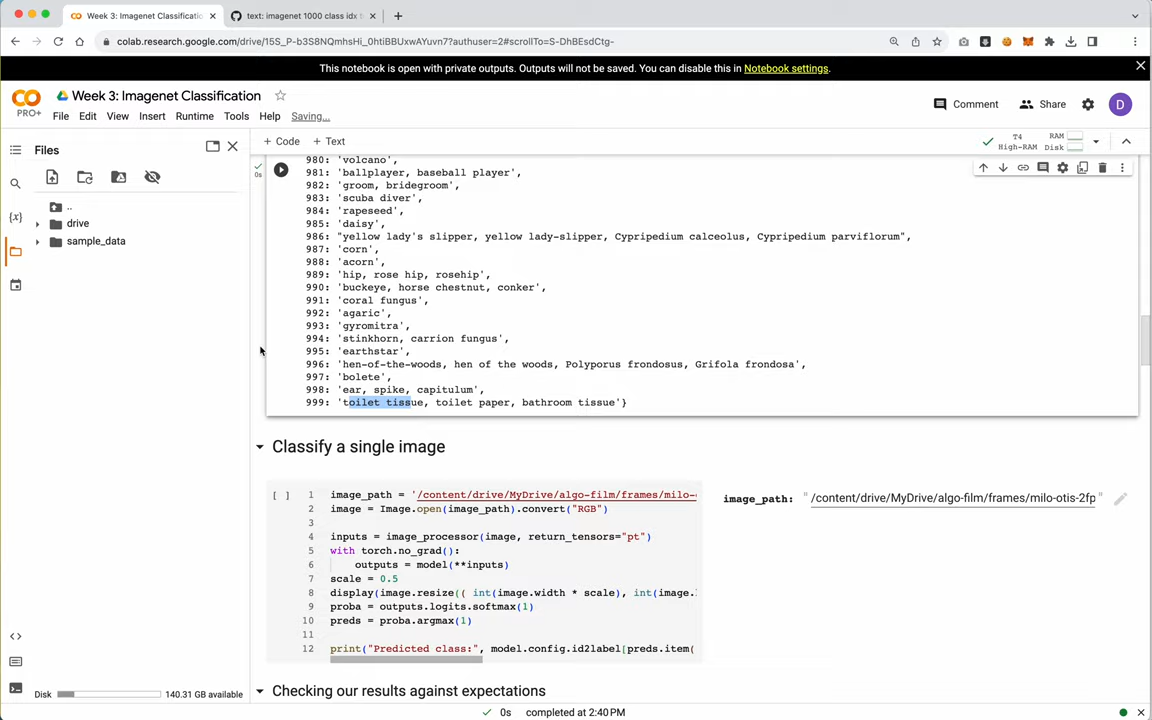 Week 3: Imagenet Classification
text: imagenet 1000 class idx t
colab.research.google.com/drive/15S_P-b3S8NQmhsHi_0htiBBUxwAYuvn7?authuser=2#scrollTo=S-DhBEsdCtg-
This notebook is open with private outputs. Outputs will not be saved. You can disable this in Notebook settings.
PRO+
Week 3: Imagenet Classification
File Edit View Insert Runtime Tools Help Saving...
Comment Share D
Files
+ Code + Text
T4 High-RAM RAM Disk
..
drive
sample_data
0s
980: 'volcano',
981: 'ballplayer, baseball player',
982: 'groom, bridegroom',
983: 'scuba diver',
984: 'rapeseed',
985: 'daisy',
986: "yellow lady's slipper, yellow lady-slipper, Cypripedium calceolus, Cypripedium parviflorum",
987: 'corn',
988: 'acorn',
989: 'hip, rose hip, rosehip',
990: 'buckeye, horse chestnut, conker',
991: 'coral fungus',
992: 'agaric',
993: 'gyromitra',
994: 'stinkhorn, carrion fungus',
995: 'earthstar',
996: 'hen-of-the-woods, hen of the woods, Polyporus frondosus, Grifola frondosa',
997: 'bolete',
998: 'ear, spike, capitulum',
999: 'toilet tissue, toilet paper, bathroom tissue'}
Classify a single image
[ ]
1 image_path = '/content/drive/MyDrive/algo-film/frames/milo-
2 image = Image.open(image_path).convert("RGB")
3
4 inputs = image_processor(image, return_tensors="pt")
5 with torch.no_grad():
6 outputs = model(**inputs)
7 scale = 0.5
8 display(image.resize(( int(image.width * scale), int(image.
9 proba = outputs.logits.softmax(1)
10 preds = proba.argmax(1)
11
12 print("Predicted class:", model.config.id2label[preds.item(
image_path: "/content/drive/MyDrive/algo-film/frames/milo-otis-2fp"
Checking our results against expectations
Disk 140.31 GB available
0s completed at 2:40PM